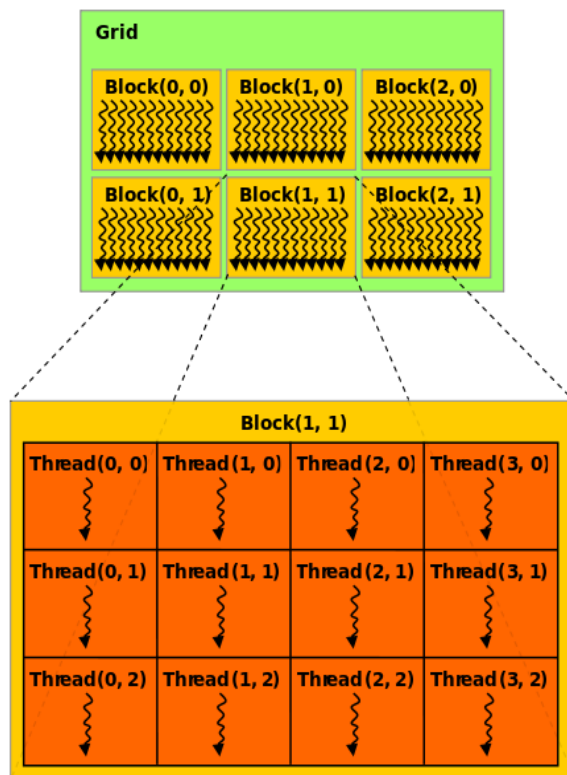 Grid
Block(0, 0) Block(1, 0) Block(2, 0)
Block(0, 1) Block(1, 1) Block(2, 1)
Block(1, 1)
Thread(0, 0) Thread(1, 0) Thread(2, 0) Thread(3, 0)
Thread(0, 1) Thread(1, 1) Thread(2, 1) Thread(3, 1)
Thread(0, 2) Thread(1, 2) Thread(2, 2) Thread(3, 2)